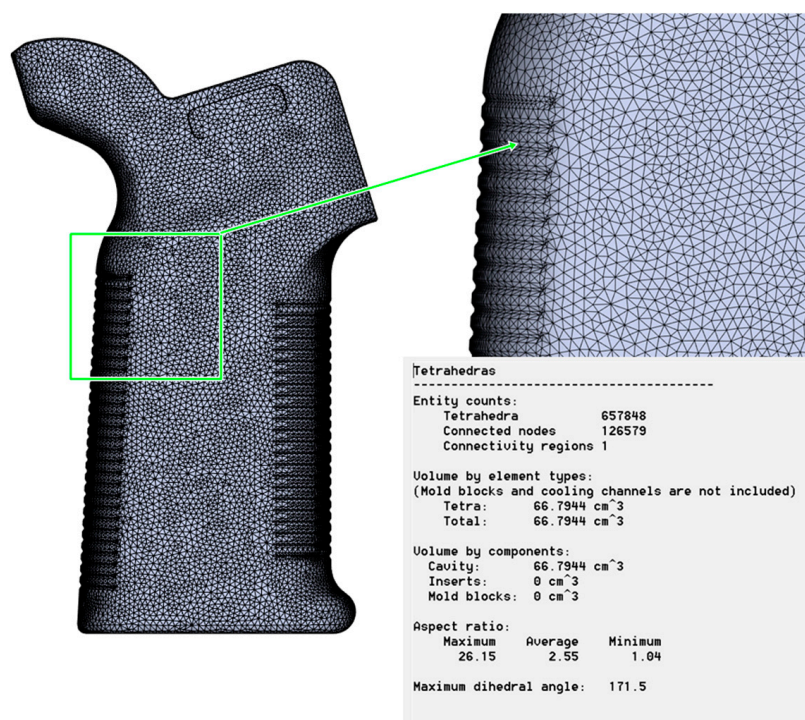 Tetrahedras
----------------------------------------
Entity counts:
Tetrahedra 657848
Connected nodes 126579
Connectivity regions 1
Volume by element types:
(Mold blocks and cooling channels are not included)
Tetra: 66.7944 cm^3
Total: 66.7944 cm^3
Volume by components:
Cavity: 66.7944 cm^3
Inserts: 0 cm^3
Mold blocks: 0 cm^3
Aspect ratio:
Maximum Average Minimum
26.15 2.55 1.04
Maximum dihedral angle: 171.5